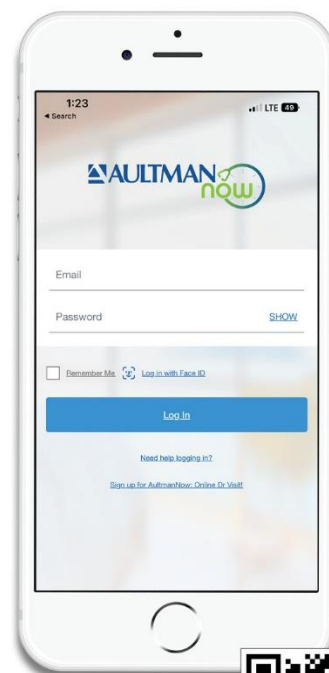 1:23
LTE 49
◄ Search
AULTMAN
now
Email
Password SHOW
Remember Me Log in with Face ID
Log In
Need help logging in?
Sign up for AultmanNow: Online Dr Visit!